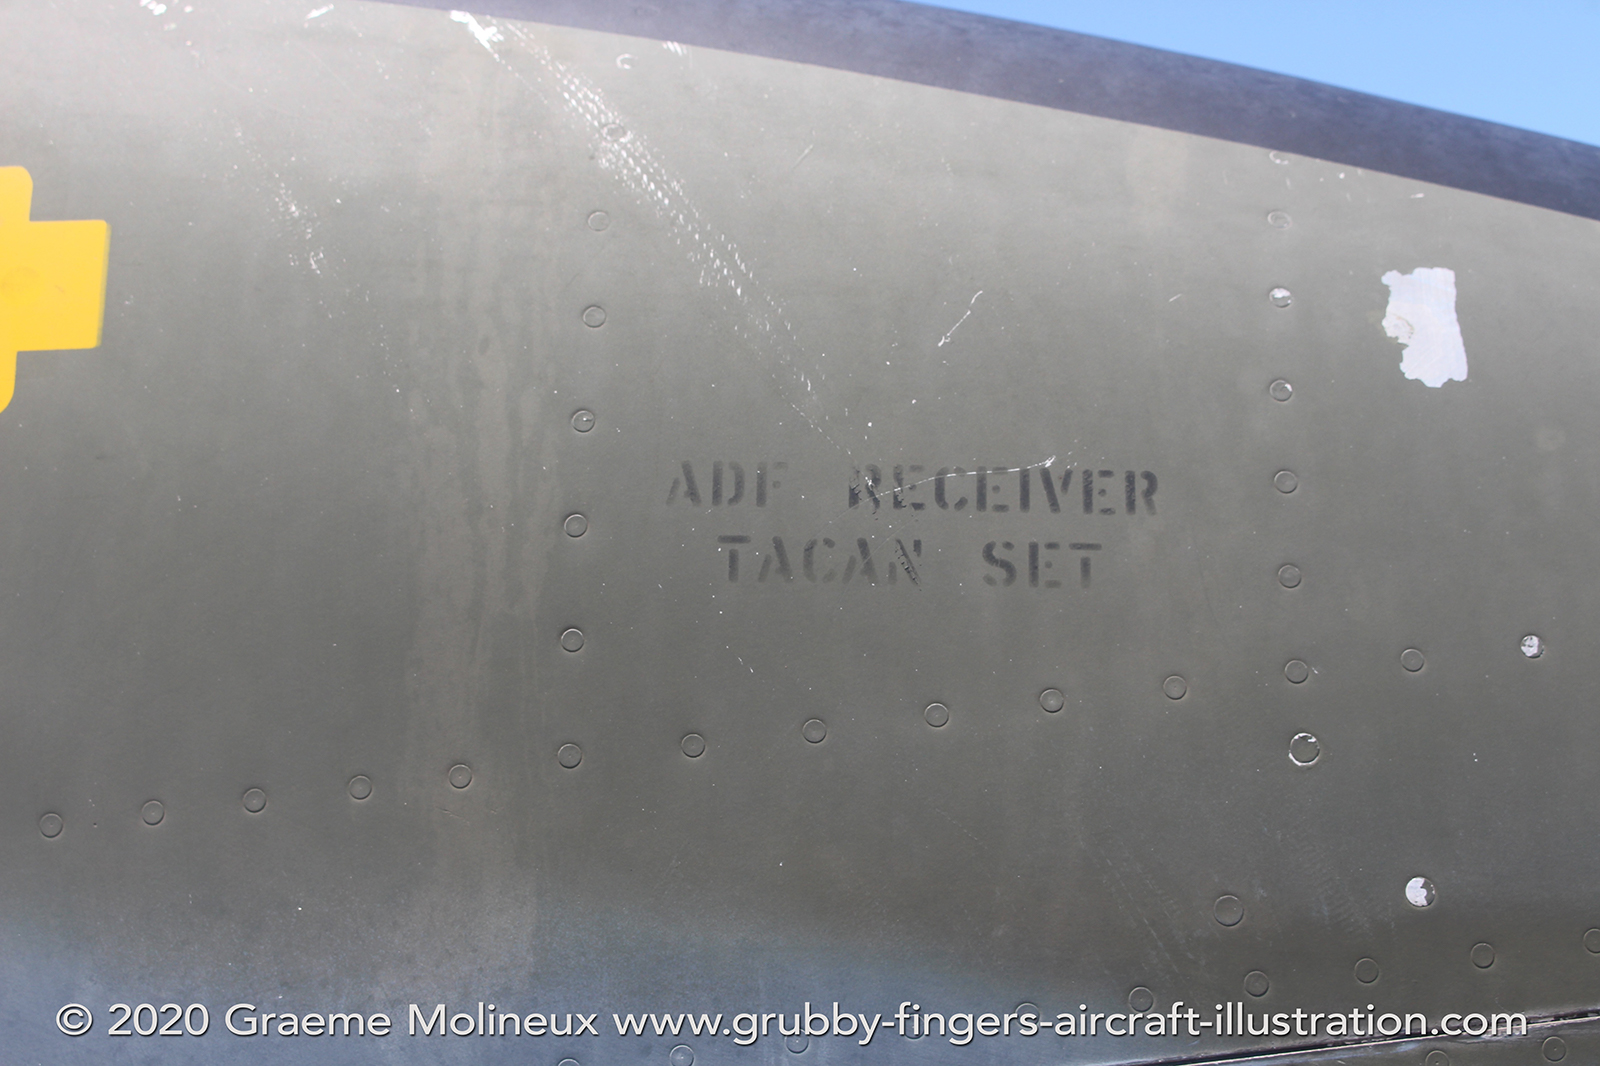 ADF RECEIVER
TACAN SET
© 2020 Graeme Molineux www.grubby-fingers-aircraft-illustration.com